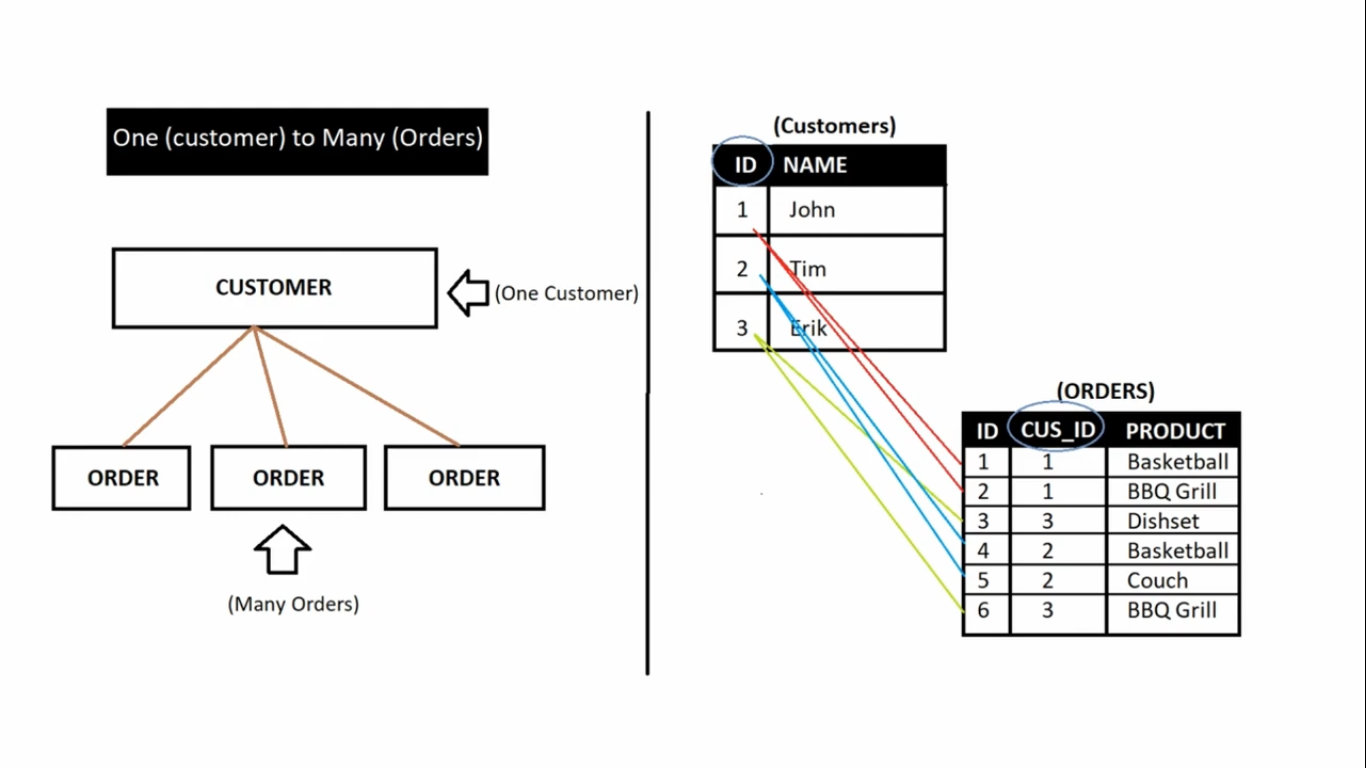 One (customer) to Many (Orders)
CUSTOMER
(One Customer)
ORDER ORDER ORDER
(Many Orders)
(Customers)
ID NAME
1 John
2 Tim
3 Erik
(ORDERS)
ID CUS_ID PRODUCT
1 1 Basketball
2 1 BBQ Grill
3 3 Dishset
4 2 Basketball
5 2 Couch
6 3 BBQ Grill